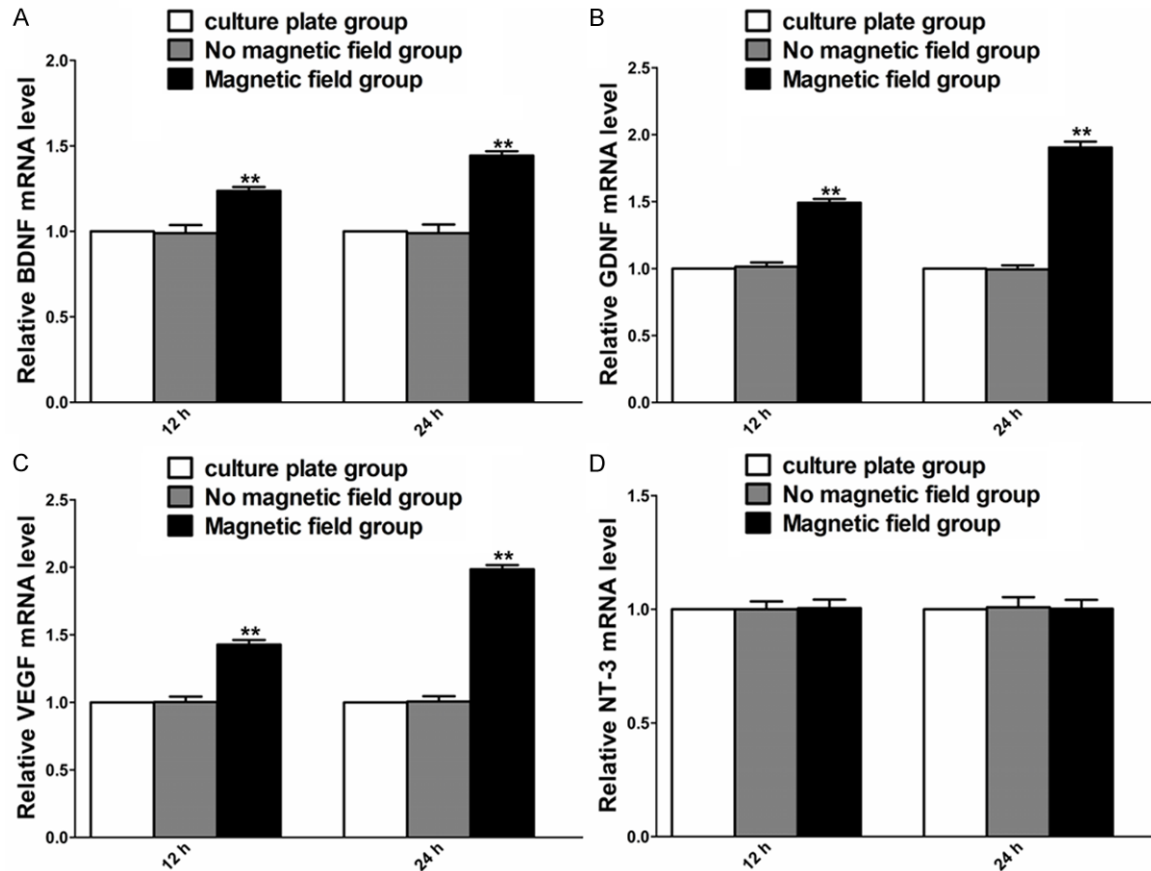 A
culture plate group
No magnetic field group
Magnetic field group
Relative BDNF mRNA level
2.0
1.5
1.0
0.5
0.0
**
**
12 h
24 h
B
culture plate group
No magnetic field group
Magnetic field group
Relative GDNF mRNA level
2.5
2.0
1.5
1.0
0.5
0.0
**
**
12 h
24 h
C
culture plate group
No magnetic field group
Magnetic field group
Relative VEGF mRNA level
2.5
2.0
1.5
1.0
0.5
0.0
**
**
12 h
24 h
D
culture plate group
No magnetic field group
Magnetic field group
Relative NT-3 mRNA level
1.5
1.0
0.5
0.0
12 h
24 h